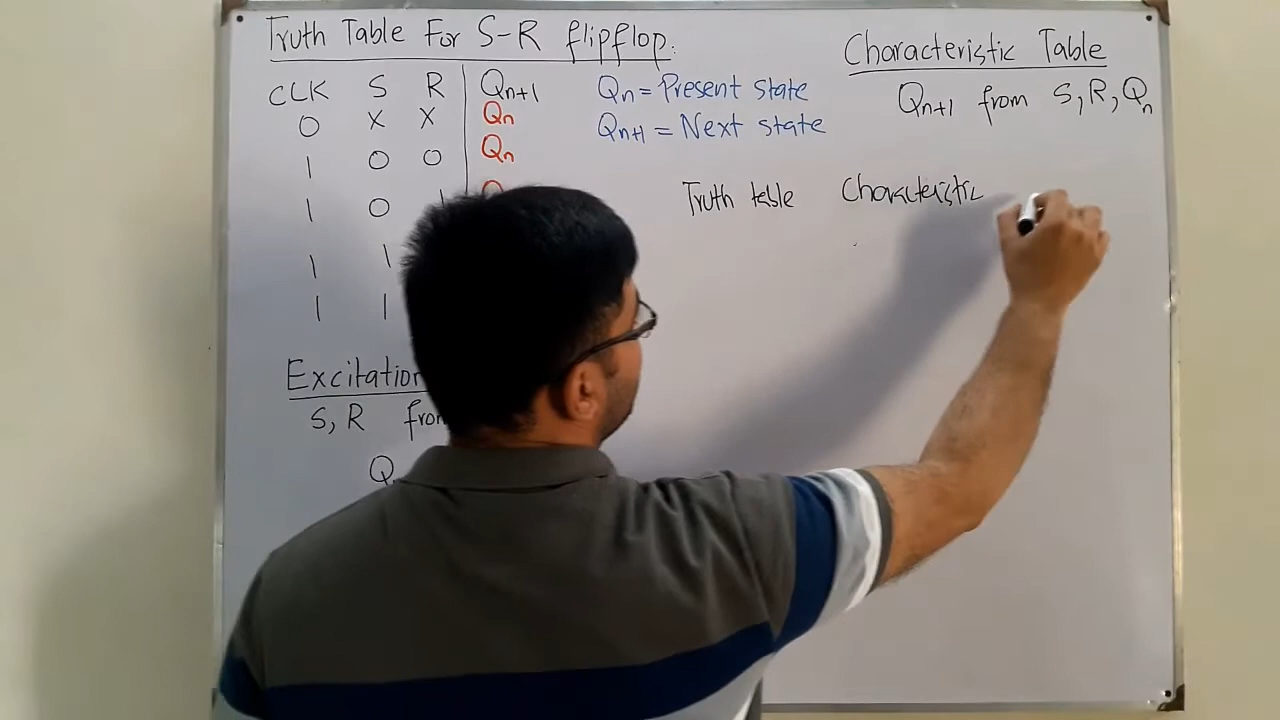 Truth Table For S-R flipflop.
CLK S R Qn+1
0 X X Qn
1 0 0 Qn
1 0
1 1
1 1
Qn = Present state
Qn+1 = Next state
Characteristic Table
Qn+1 from S, R, Qn
Truth table Characteristic
Excitation
S, R from
Q